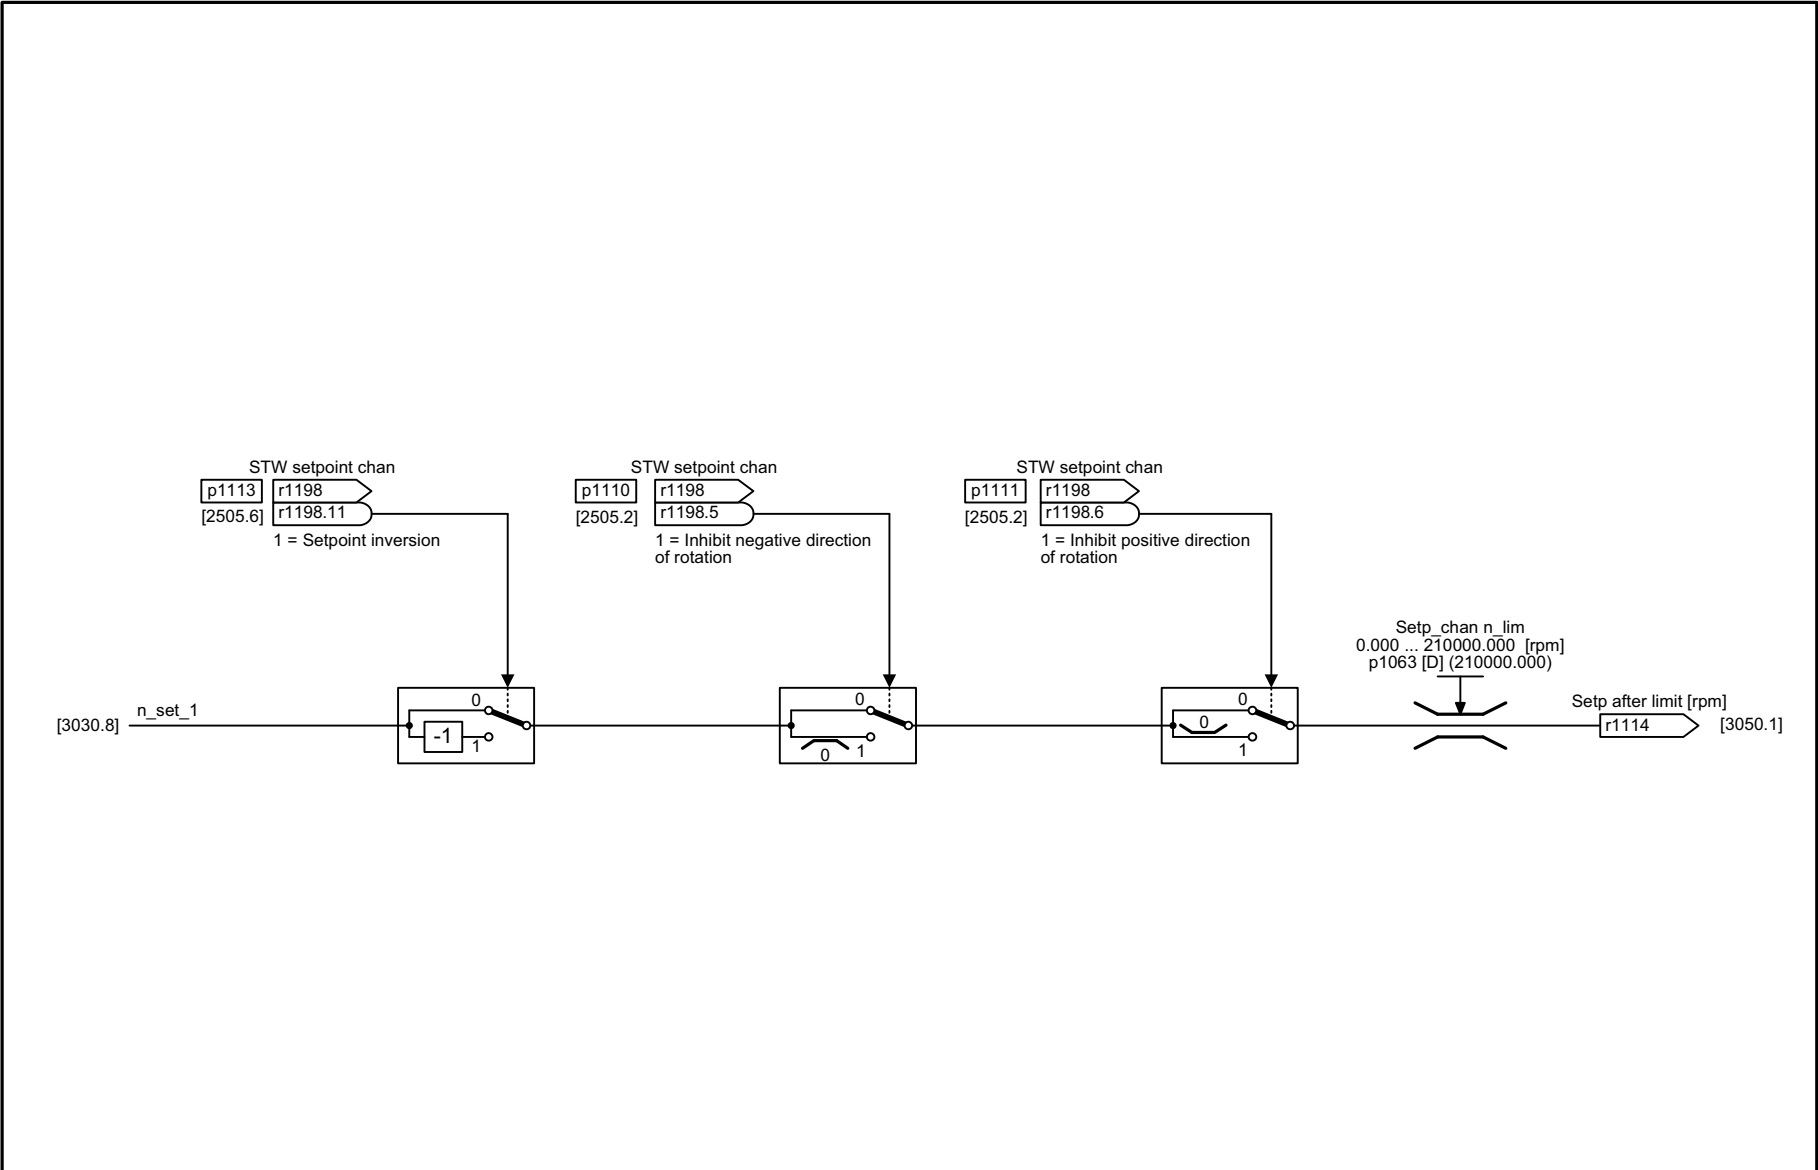 STW setpoint chan
p1113
r1198
[2505.6]
r1198.11
1 = Setpoint inversion
STW setpoint chan
p1110
r1198
[2505.2]
r1198.5
1 = Inhibit negative direction
of rotation
STW setpoint chan
p1111
r1198
[2505.2]
r1198.6
1 = Inhibit positive direction
of rotation
Setp_chan n_lim
0.000 ... 210000.000 [rpm]
p1063 [D] (210000.000)
[3030.8]
n_set_1
0
-1
1
0
0
1
0
0
1
Setp after limit [rpm]
r1114
[3050.1]